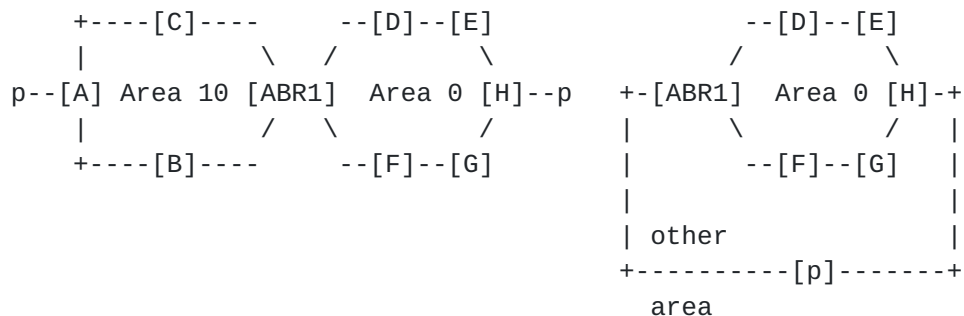 +----[C]----     --[D]--[E]                --[D]--[E]
    |           \   /         \               /         \
p--[A] Area 10 [ABR1]  Area 0 [H]--p   +-[ABR1]  Area 0 [H]-+
    |           /   \         /        |      \         /   |
    +----[B]----     --[F]--[G]        |       --[F]--[G]   |
                                       |                    |
                                       | other              |
                                       +----------[p]-------+
                                         area